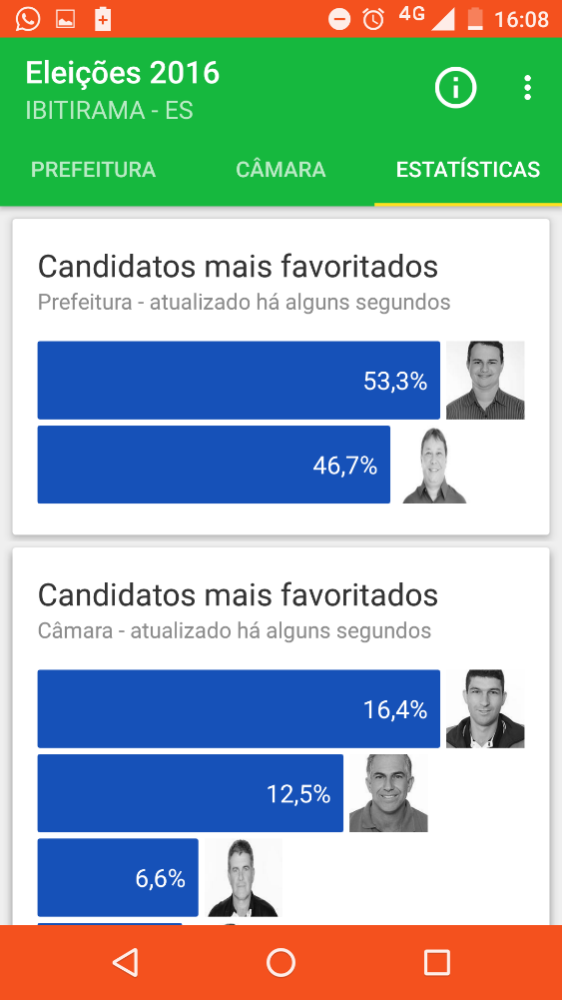 4G 16:08
Eleições 2016
IBITIRAMA - ES
PREFEITURA CÂMARA ESTATÍSTICAS
Candidatos mais favoritados
Prefeitura - atualizado há alguns segundos
53,3%
46,7%
Candidatos mais favoritados
Câmara - atualizado há alguns segundos
16,4%
12,5%
6,6%